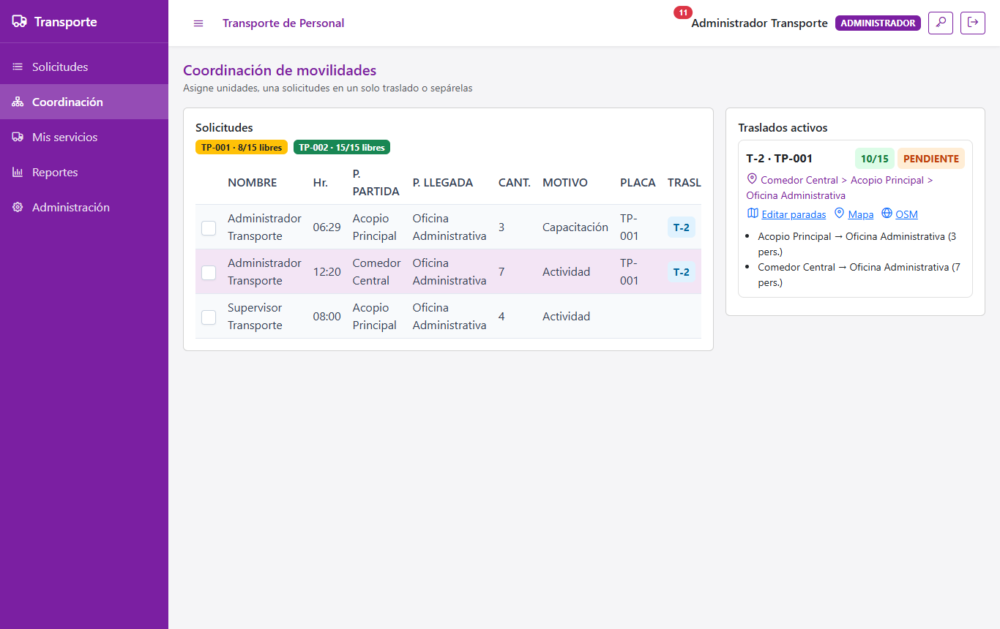 Transporte
Transporte de Personal
11
Administrador Transporte
ADMINISTRADOR
Solicitudes
Coordinación
Mis servicios
Reportes
Administración
Coordinación de movilidades
Asigne unidades, una solicitudes en un solo traslado o sepárelas
Solicitudes
TP-001 · 8/15 libres TP-002 · 15/15 libres
NOMBRE Hr. P. PARTIDA P. LLEGADA CANT. MOTIVO PLACA TRASL
Administrador Transporte 06:29 Acopio Principal Oficina Administrativa 3 Capacitación TP-001 T-2
Administrador Transporte 12:20 Comedor Central Oficina Administrativa 7 Actividad TP-001 T-2
Supervisor Transporte 08:00 Acopio Principal Oficina Administrativa 4 Actividad
Traslados activos
T-2 · TP-001 10/15 PENDIENTE
Comedor Central > Acopio Principal >
Oficina Administrativa
Editar paradas Mapa OSM
• Acopio Principal → Oficina Administrativa (3
pers.)
• Comedor Central → Oficina Administrativa (7
pers.)